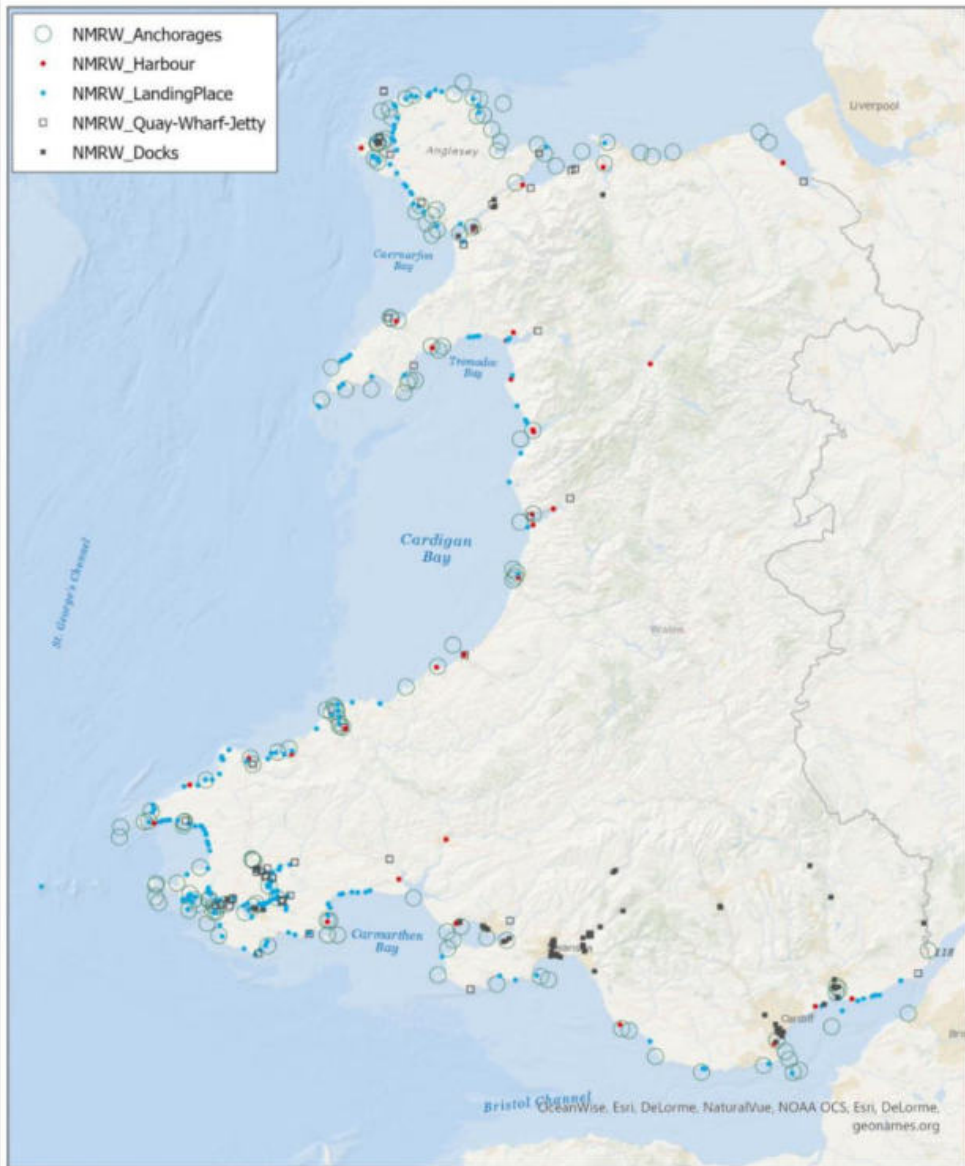 NMRW_Anchorages
NMRW_Harbour
NMRW_LandingPlace
NMRW_Quay-Wharf-Jetty
NMRW_Docks
Liverpool
Anglesey
Caernarfon
Bay
Tremadoc
Bay
Cardigan
Bay
St. George's Channel
Wales
Carmarthen
Bay
Cardiff
Bristol Channel
OceanWise, Esri, DeLorme, NaturalVue, NOAA OCS, Esri, DeLorme,
geonames.org